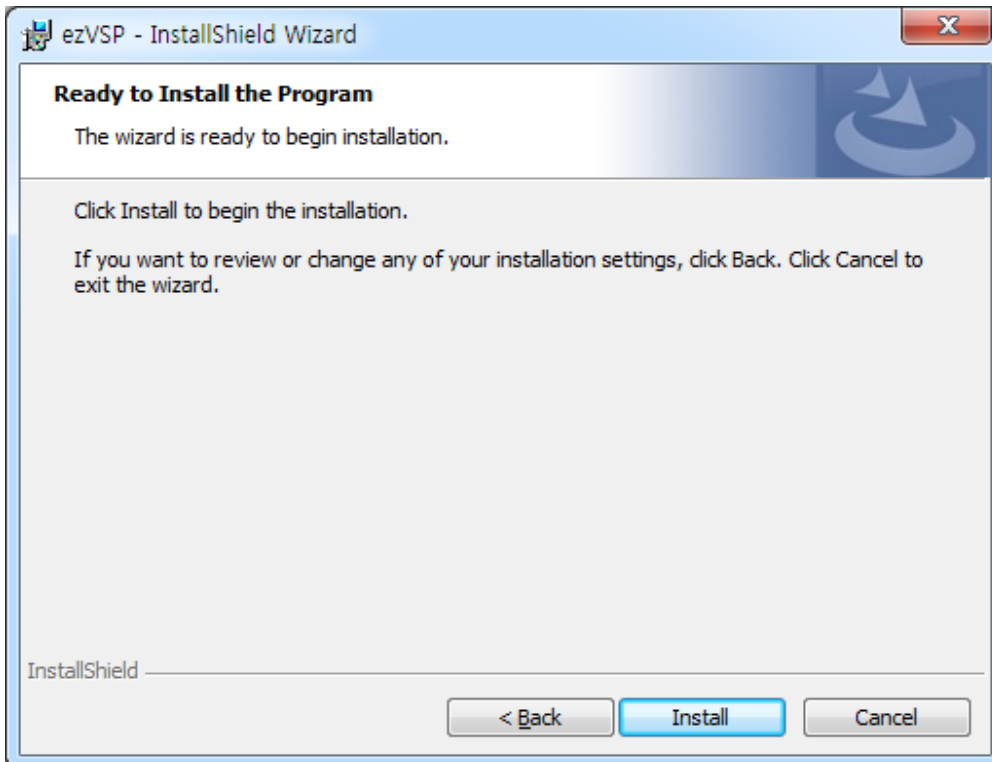 ezVSP - InstallShield Wizard
Ready to Install the Program
The wizard is ready to begin installation.
Click Install to begin the installation.
If you want to review or change any of your installation settings, click Back. Click Cancel to
exit the wizard.
InstallShield
< Back
Install
Cancel